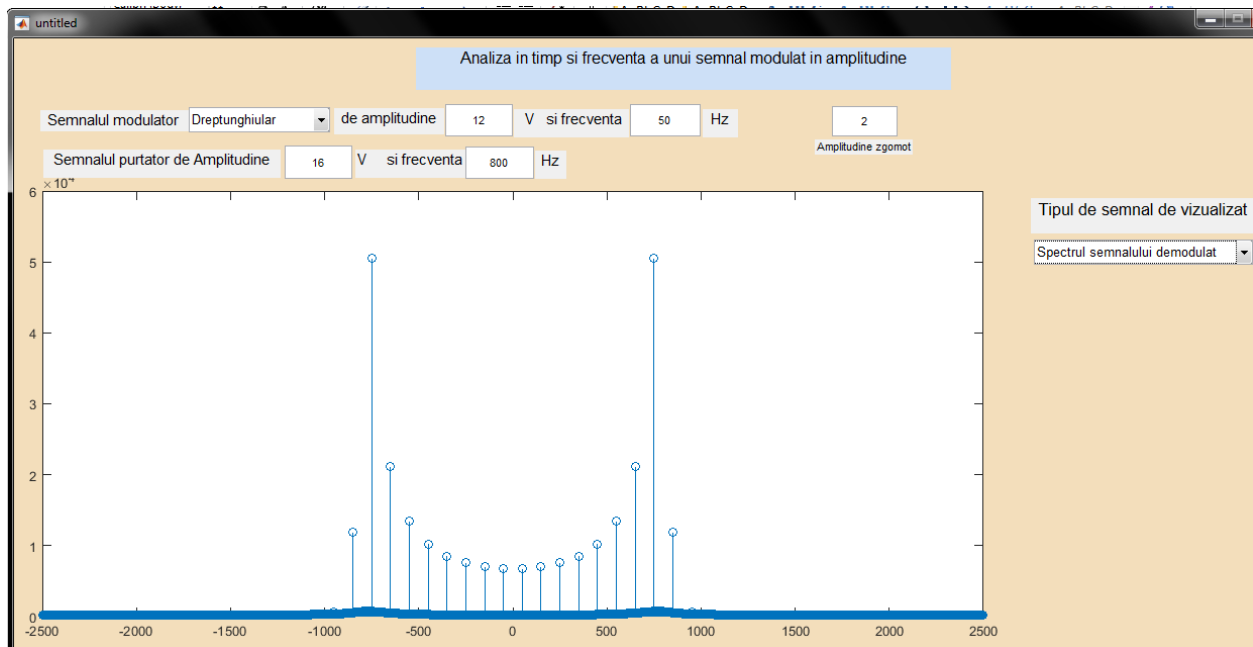 untitled
Analiza in timp si frecventa a unui semnal modulat in amplitudine
Semnalul modulator Dreptunghiular de amplitudine 12 V si frecventa 50 Hz 2
Amplitudine zgomot
Semnalul purtator de Amplitudine 16 V si frecventa 800 Hz
×10⁴
6
Tipul de semnal de vizualizat
Spectrul semnalului demodulat
5
4
3
2
1
0
-2500 -2000 -1500 -1000 -500 0 500 1000 1500 2000 2500